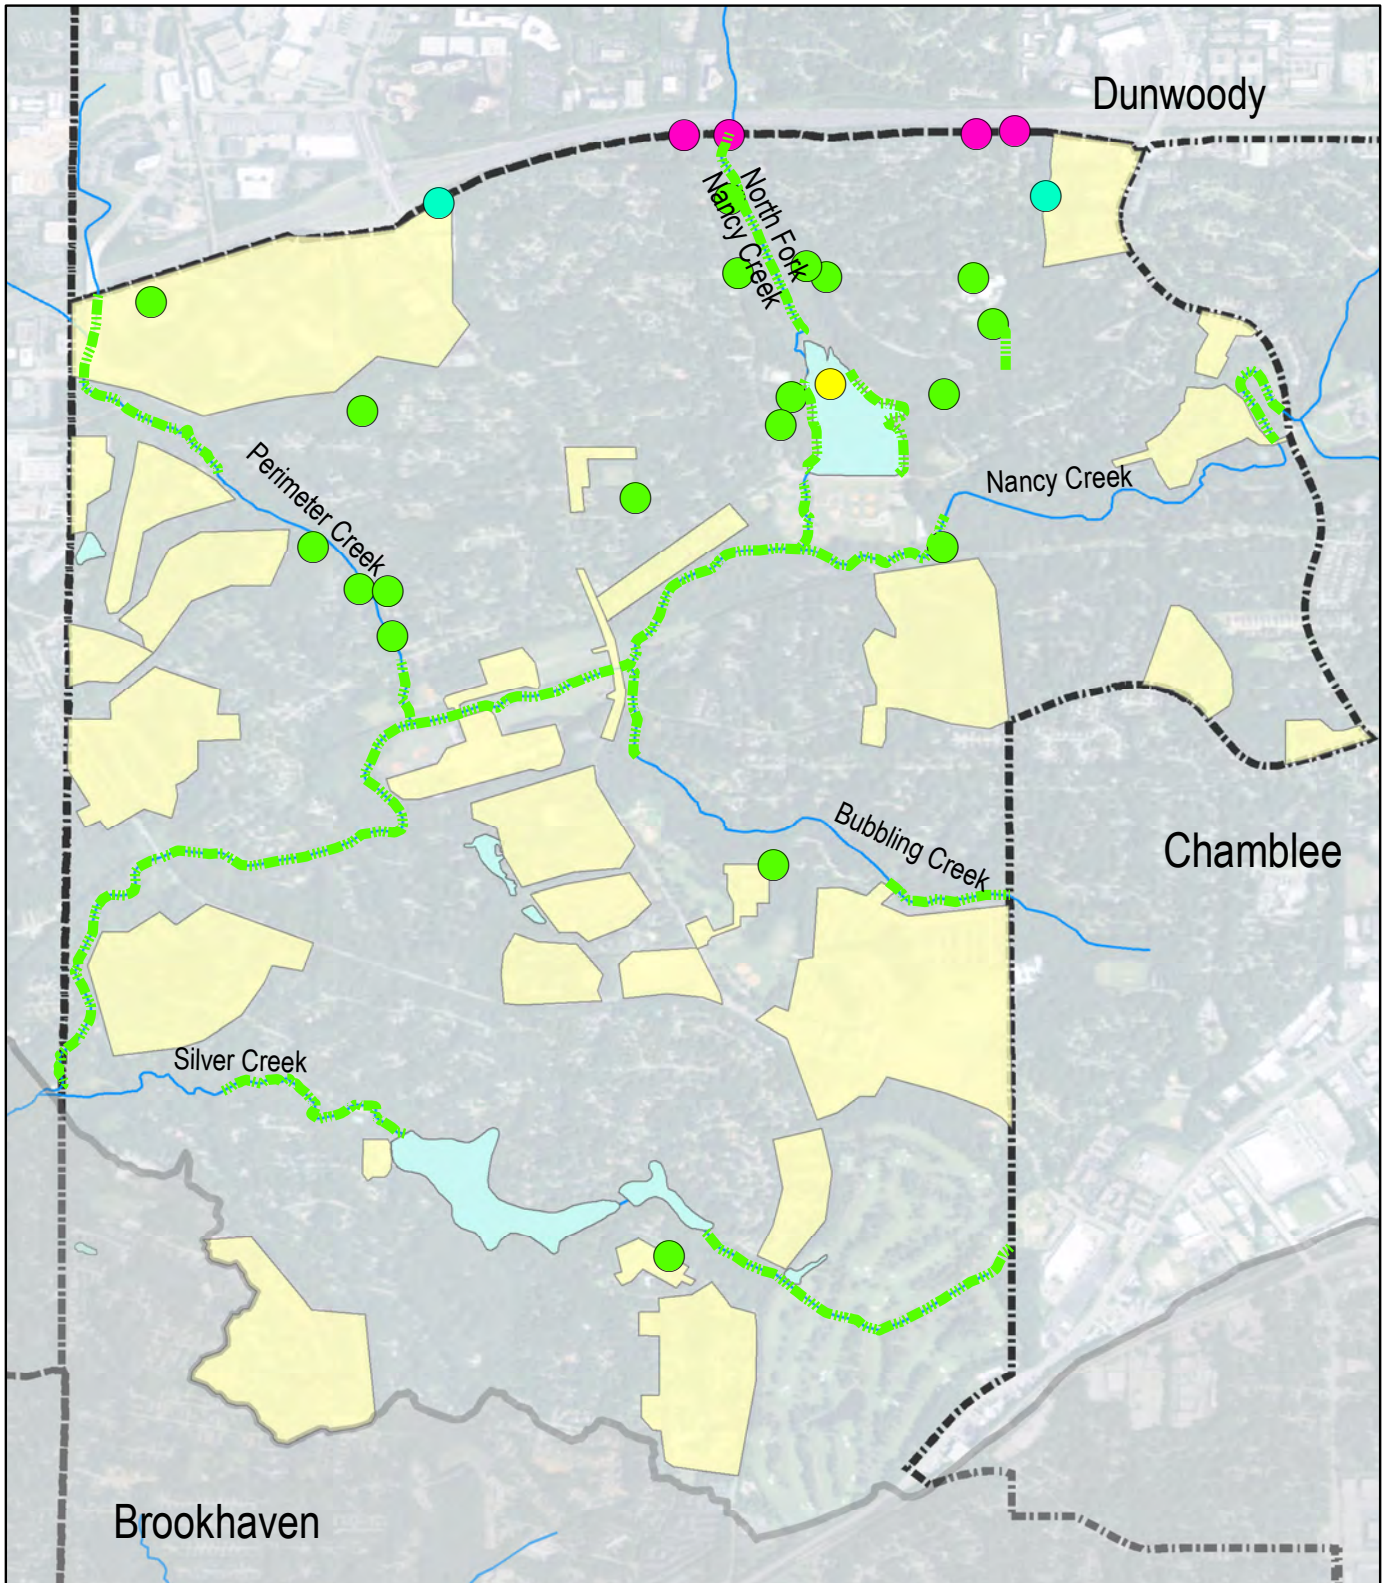 Dunwoody
North Fork
Nancy Creek
Nancy Creek
Perimeter Creek
Bubbling Creek
Chamblee
Silver Creek
Brookhaven